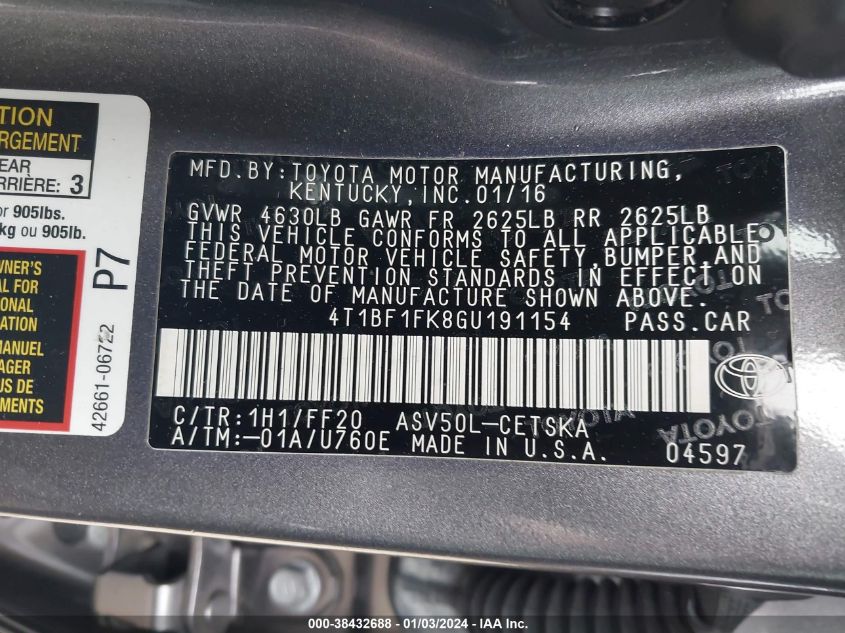 TION
RGEMENT
EAR
RRIÈRE: 3
or 905lbs.
kg ou 905lb.
WNER'S
L FOR
ONAL
ATION
MANUEL
AGER
US DE
MENTS
P7
42661-06722
MFD.BY:TOYOTA MOTOR MANUFACTURING,
KENTUCKY,INC.01/16
GVWR 4630LB GAWR FR 2625LB RR 2625LB
THIS VEHICLE CONFORMS TO ALL APPLICABLE
FEDERAL MOTOR VEHICLE SAFETY,BUMPER,AND
THEFT PREVENTION STANDARDS IN EFFECT ON
THE DATE OF MANUFACTURE SHOWN ABOVE.
4T1BF1FK8GU191154 PASS.CAR
C/TR:1H1/FF20 ASV50L-CETSKA
A/TM:-01A/U760E MADE IN U.S.A. 04597
TOYOTA
000-38432688 - 01/03/2024 - IAA, LLC.